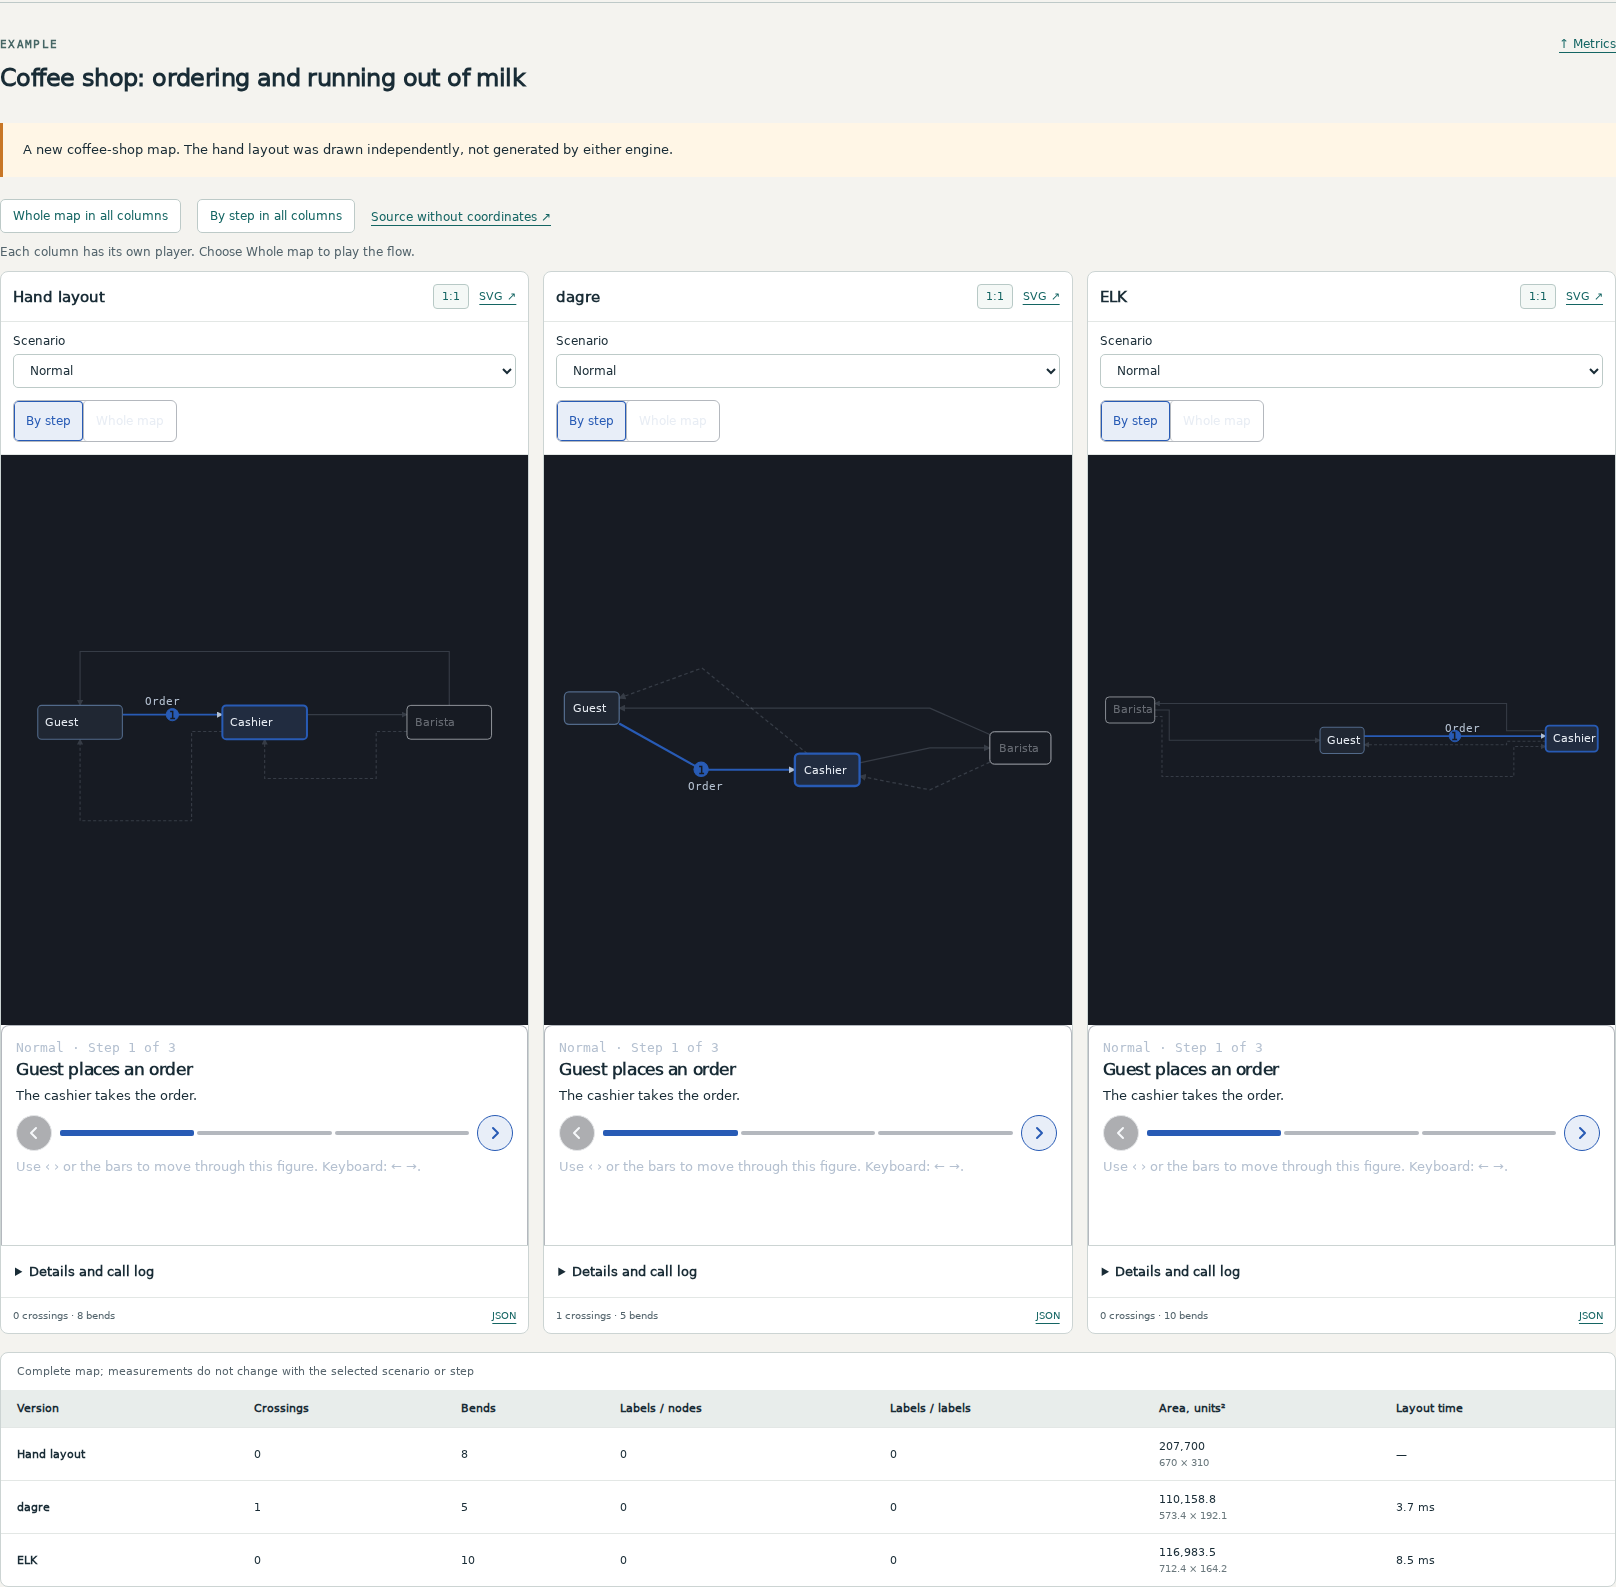 EXAMPLE
↑ Metrics
Coffee shop: ordering and running out of milk
A new coffee-shop map. The hand layout was drawn independently, not generated by either engine.
Whole map in all columns
By step in all columns
Source without coordinates ↗
Each column has its own player. Choose Whole map to play the flow.
Hand layout
1:1
SVG ↗
Scenario
Normal
By step
Whole map
Order
1
Guest
Cashier
Barista
Normal · Step 1 of 3
Guest places an order
The cashier takes the order.
Use ‹ › or the bars to move through this figure. Keyboard: ← →.
▶ Details and call log
0 crossings · 8 bends
JSON
dagre
1:1
SVG ↗
Scenario
Normal
By step
Whole map
Guest
Barista
1
Cashier
Order
Normal · Step 1 of 3
Guest places an order
The cashier takes the order.
Use ‹ › or the bars to move through this figure. Keyboard: ← →.
▶ Details and call log
1 crossings · 5 bends
JSON
ELK
1:1
SVG ↗
Scenario
Normal
By step
Whole map
Barista
Order
1
Guest
Cashier
Normal · Step 1 of 3
Guest places an order
The cashier takes the order.
Use ‹ › or the bars to move through this figure. Keyboard: ← →.
▶ Details and call log
0 crossings · 10 bends
JSON
Complete map; measurements do not change with the selected scenario or step
Version Crossings Bends Labels / nodes Labels / labels Area, units² Layout time
Hand layout 0 8 0 0 207,700 —
670 × 310
dagre 1 5 0 0 110,158.8 3.7 ms
573.4 × 192.1
ELK 0 10 0 0 116,983.5 8.5 ms
712.4 × 164.2